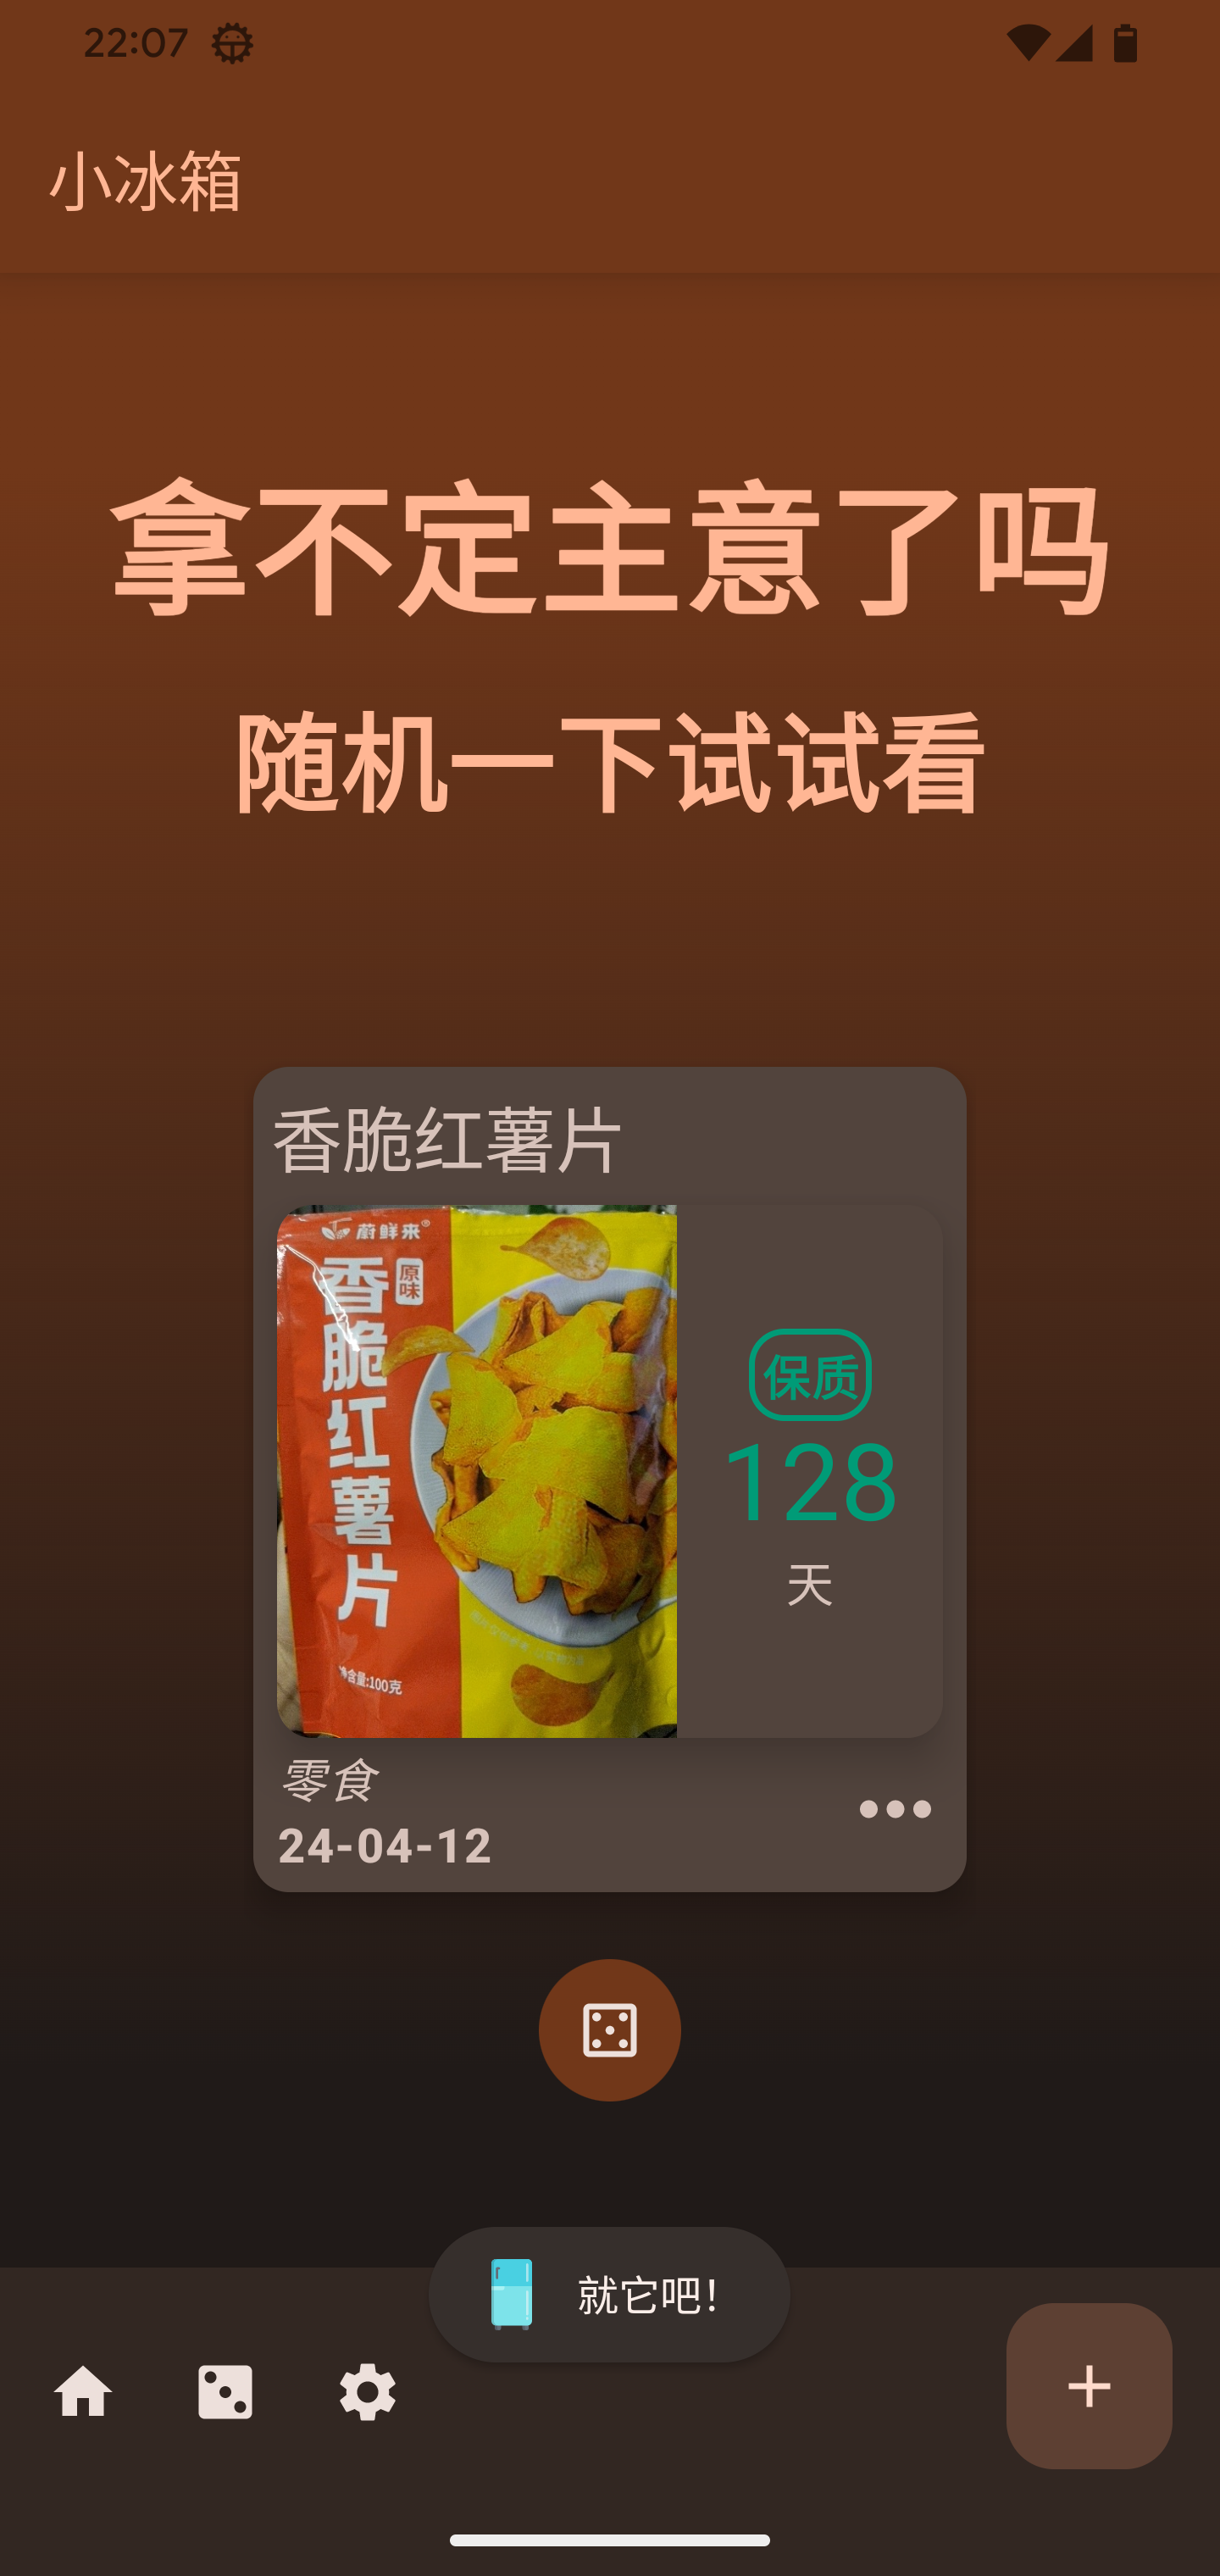 22:07
小冰箱
拿不定主意了吗
随机一下试试看
香脆红薯片
蔚鲜来®
原味
香脆红薯片
净含量:100克
保质
128
天
零食
24-04-12
就它吧！